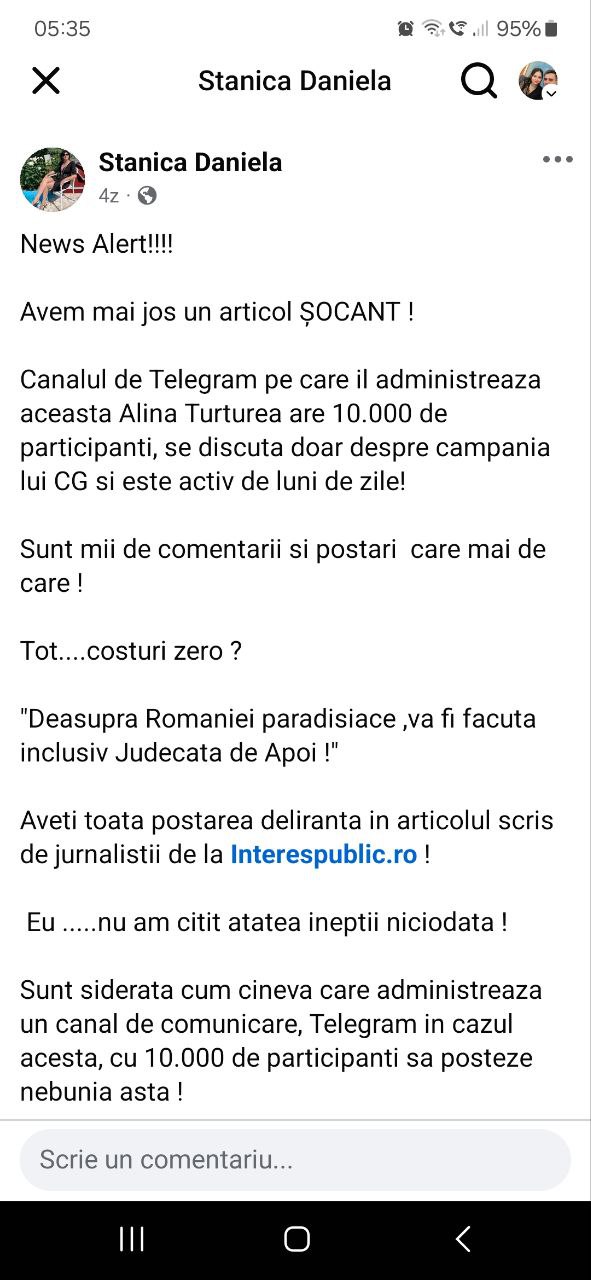 05:35
95%
Stanica Daniela
Stanica Daniela
4z ·
News Alert!!!!
Avem mai jos un articol ȘOCANT !
Canalul de Telegram pe care il administreaza
aceasta Alina Turturea are 10.000 de
participanti, se discuta doar despre campania
lui CG si este activ de luni de zile!
Sunt mii de comentarii si postari  care mai de
care !
Tot....costuri zero ?
"Deasupra Romaniei paradisiace ,va fi facuta
inclusiv Judecata de Apoi !"
Aveti toata postarea deliranta in articolul scris
de jurnalistii de la Interespublic.ro !
Eu .....nu am citit atatea ineptii niciodata !
Sunt siderata cum cineva care administreaza
un canal de comunicare, Telegram in cazul
acesta, cu 10.000 de participanti sa posteze
nebunia asta !
Scrie un comentariu...